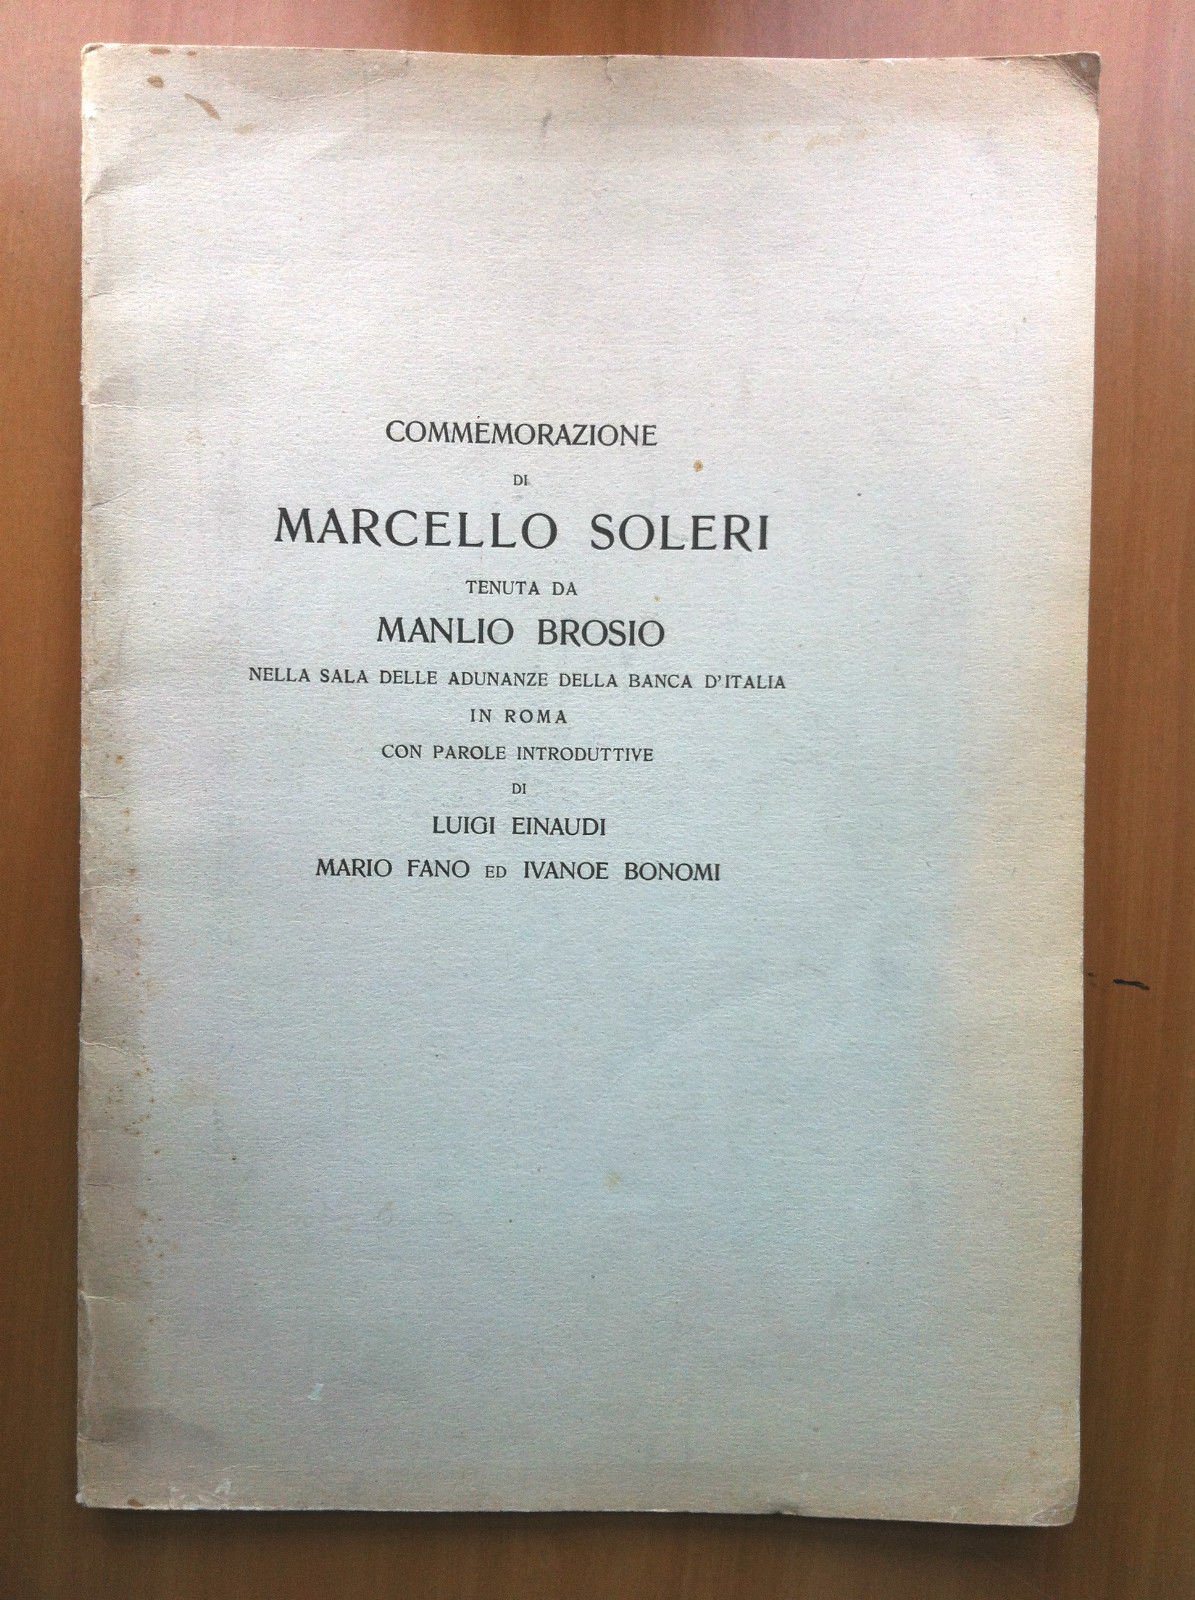 COMMEMORAZIONE
DI
MARCELLO SOLERI
TENUTA DA
MANLIO BROSIO
NELLA SALA DELLE ADUNANZE DELLA BANCA D'ITALIA
IN ROMA
CON PAROLE INTRODUTTIVE
DI
LUIGI EINAUDI
MARIO FANO ED IVANOE BONOMI